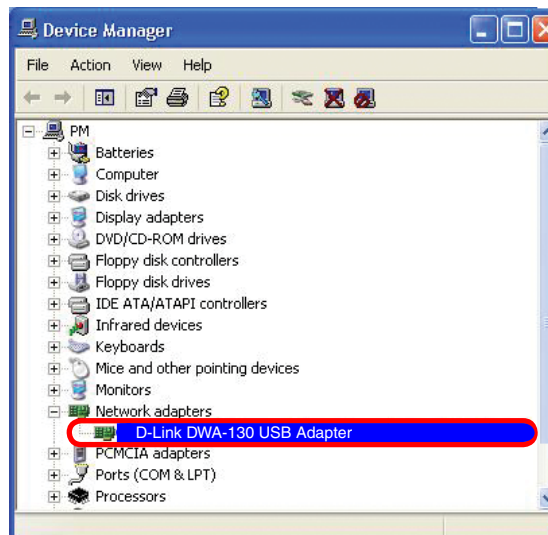 Device Manager
File Action View Help
PM
Batteries
Computer
Disk drives
Display adapters
DVD/CD-ROM drives
Floppy disk controllers
Floppy disk drives
IDE ATA/ATAPI controllers
Infrared devices
Keyboards
Mice and other pointing devices
Monitors
Network adapters
D-Link DWA-130 USB Adapter
PCMCIA adapters
Ports (COM & LPT)
Processors